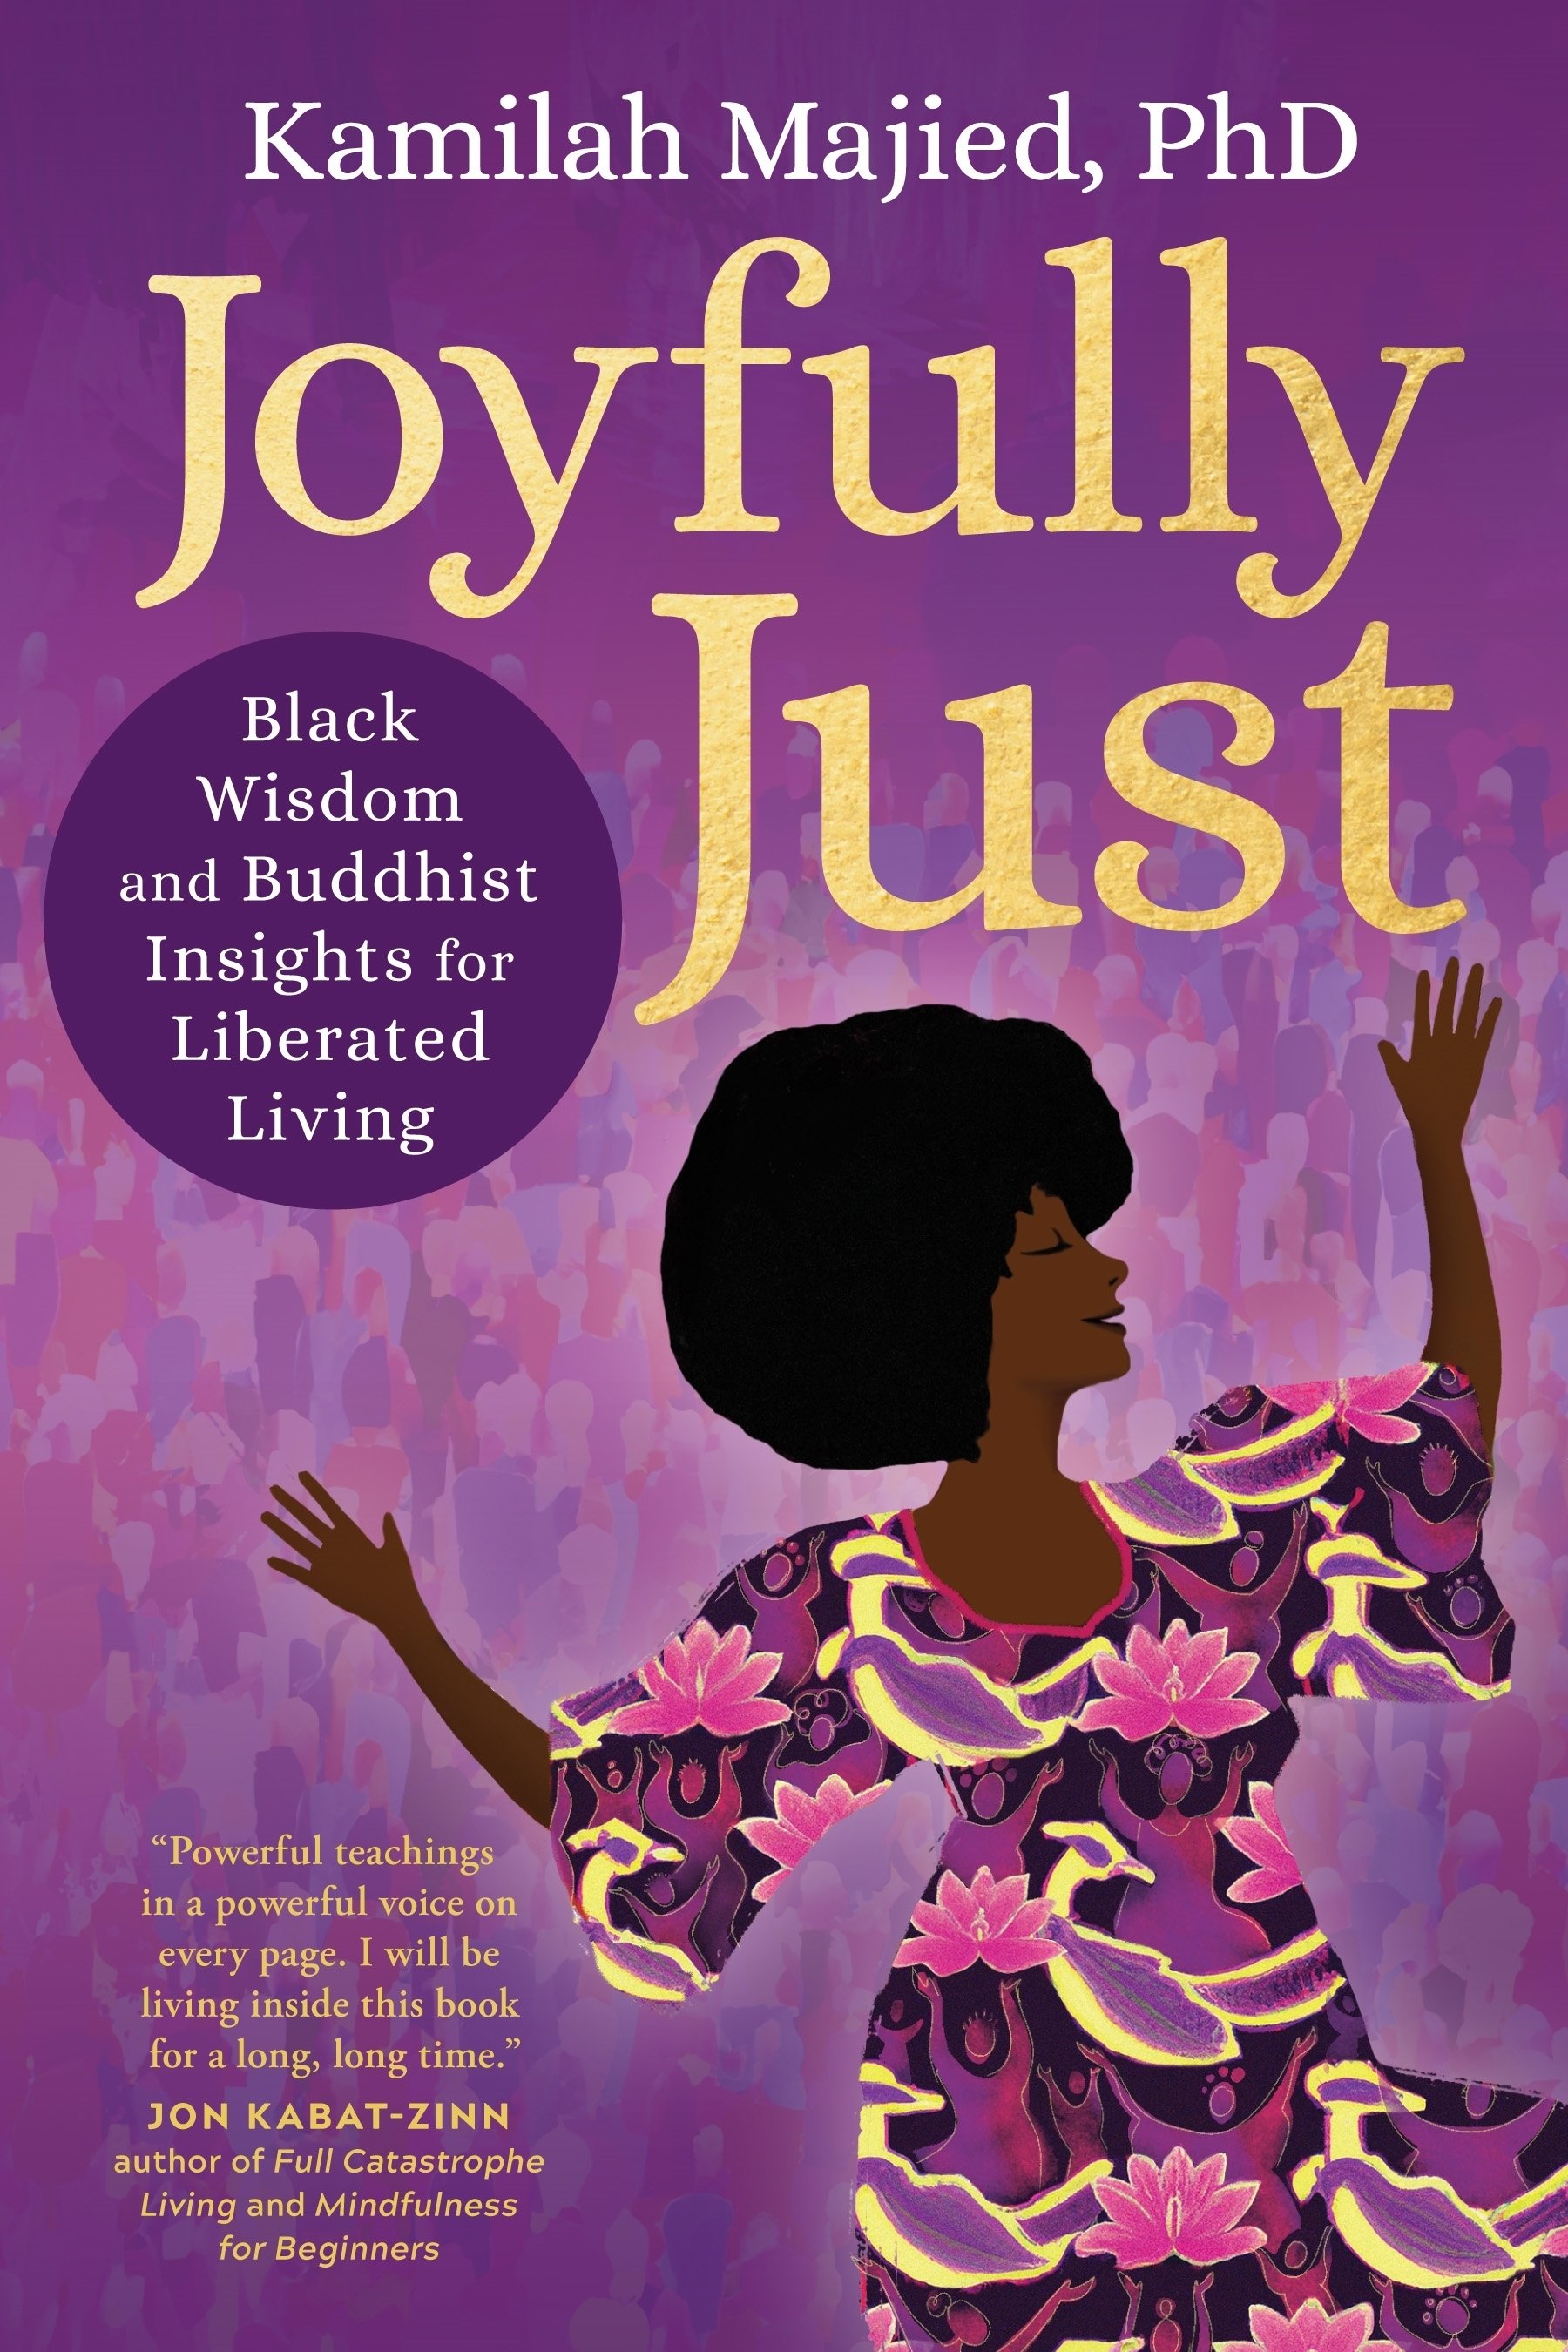 Kamilah Majied, PhD
Joyfully
Just
Black
Wisdom
and Buddhist
Insights for
Liberated
Living
“Powerful teachings
in a powerful voice on
every page. I will be
living inside this book
for a long, long time.”
JON KABAT-ZINN
author of Full Catastrophe
Living and Mindfulness
for Beginners